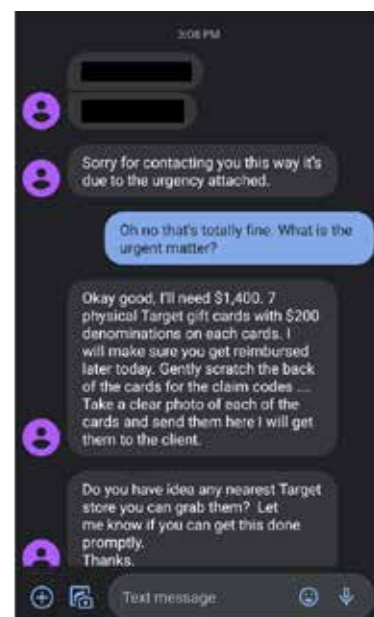 3:08 PM
Sorry for contacting you this way it's
due to the urgency attached.
Oh no that's totally fine. What is the
urgent matter?
Okay good, I'll need $1,400. 7
physical Target gift cards with $200
denominations on each cards. I
will make sure you get reimbursed
later today. Gently scratch the back
of the cards for the claim codes ....
Take a clear photo of each of the
cards and send them here I will get
them to the client.
Do you have idea any nearest Target
store you can grab them? Let
me know if you can get this done
promptly.
Thanks.
Text message